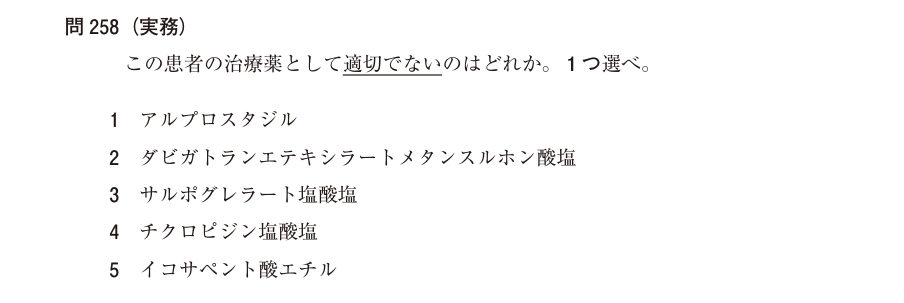 問 258（実務）
この患者の治療薬として適切でないのはどれか。1つ選べ。
1 アルプロスタジル
2 ダビガトランエテキシラートメタンスルホン酸塩
3 サルポグレラート塩酸塩
4 チクロピジン塩酸塩
5 イコサペント酸エチル